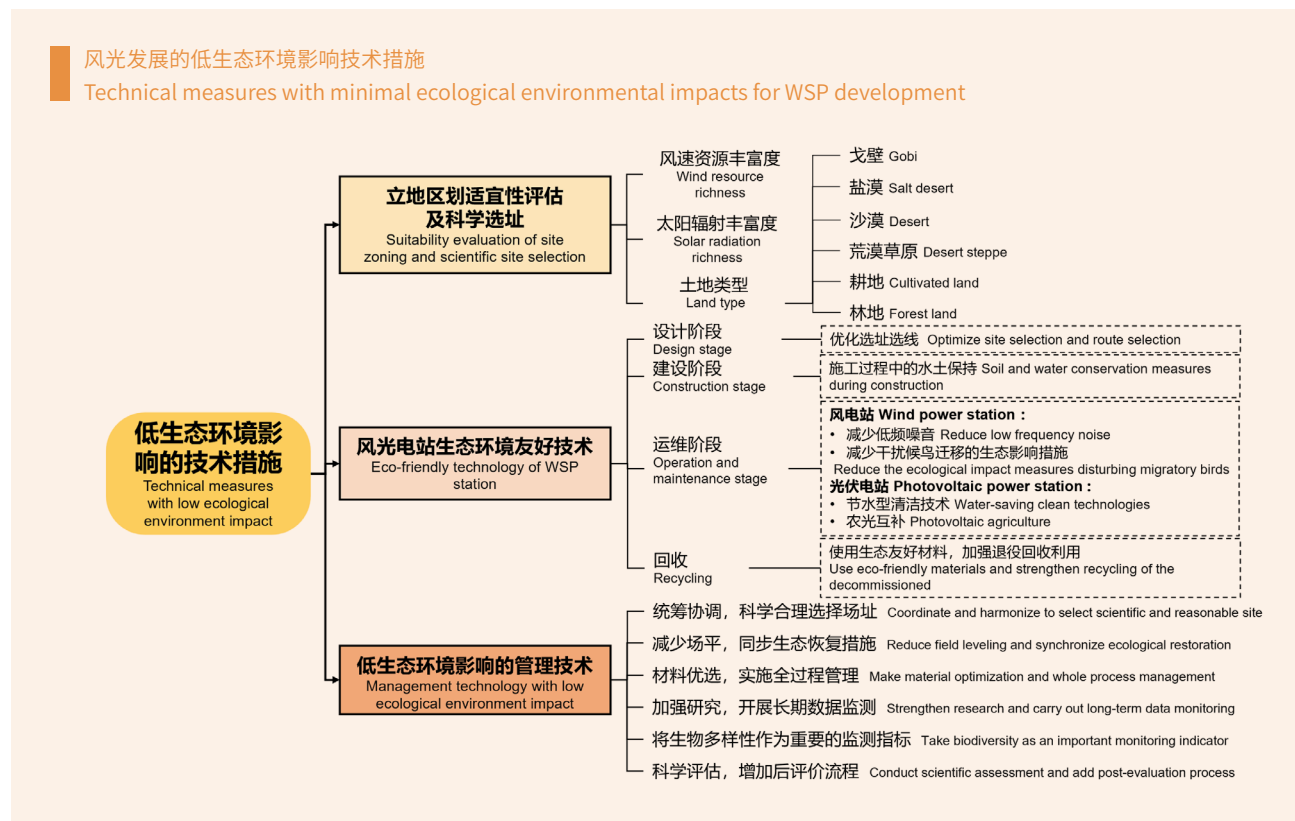 风光发展的低生态环境影响技术措施
Technical measures with minimal ecological environmental impacts for WSP development
低生态环境影
响的技术措施
Technical measures
with low ecological
environment impact
立地区划适宜性评估
及科学选址
Suitability evaluation of site
zoning and scientific site selection
风速资源丰富度
Wind resource
richness
太阳辐射丰富度
Solar radiation
richness
土地类型
Land type
戈壁 Gobi
盐漠 Salt desert
沙漠 Desert
荒漠草原 Desert steppe
耕地 Cultivated land
林地 Forest land
风光电站生态环境友好技术
Eco-friendly technology of WSP
station
设计阶段
Design stage
优化选址选线 Optimize site selection and route selection
建设阶段
Construction stage
施工过程中的水土保持 Soil and water conservation measures
during construction
运维阶段
Operation and
maintenance stage
风电站 Wind power station：
• 减少低频噪音 Reduce low frequency noise
• 减少干扰候鸟迁移的生态影响措施
Reduce the ecological impact measures disturbing migratory birds
光伏电站 Photovoltaic power station：
• 节水型清洁技术 Water-saving clean technologies
• 农光互补 Photovoltaic agriculture
回收
Recycling
使用生态友好材料，加强退役回收利用
Use eco-friendly materials and strengthen recycling of the
decommissioned
低生态环境影响的管理技术
Management technology with low
ecological environment impact
统筹协调，科学合理选择场址 Coordinate and harmonize to select scientific and reasonable site
减少场平，同步生态恢复措施 Reduce field leveling and synchronize ecological restoration
材料优选，实施全过程管理 Make material optimization and whole process management
加强研究，开展长期数据监测 Strengthen research and carry out long-term data monitoring
将生物多样性作为重要的监测指标 Take biodiversity as an important monitoring indicator
科学评估，增加后评价流程 Conduct scientific assessment and add post-evaluation process